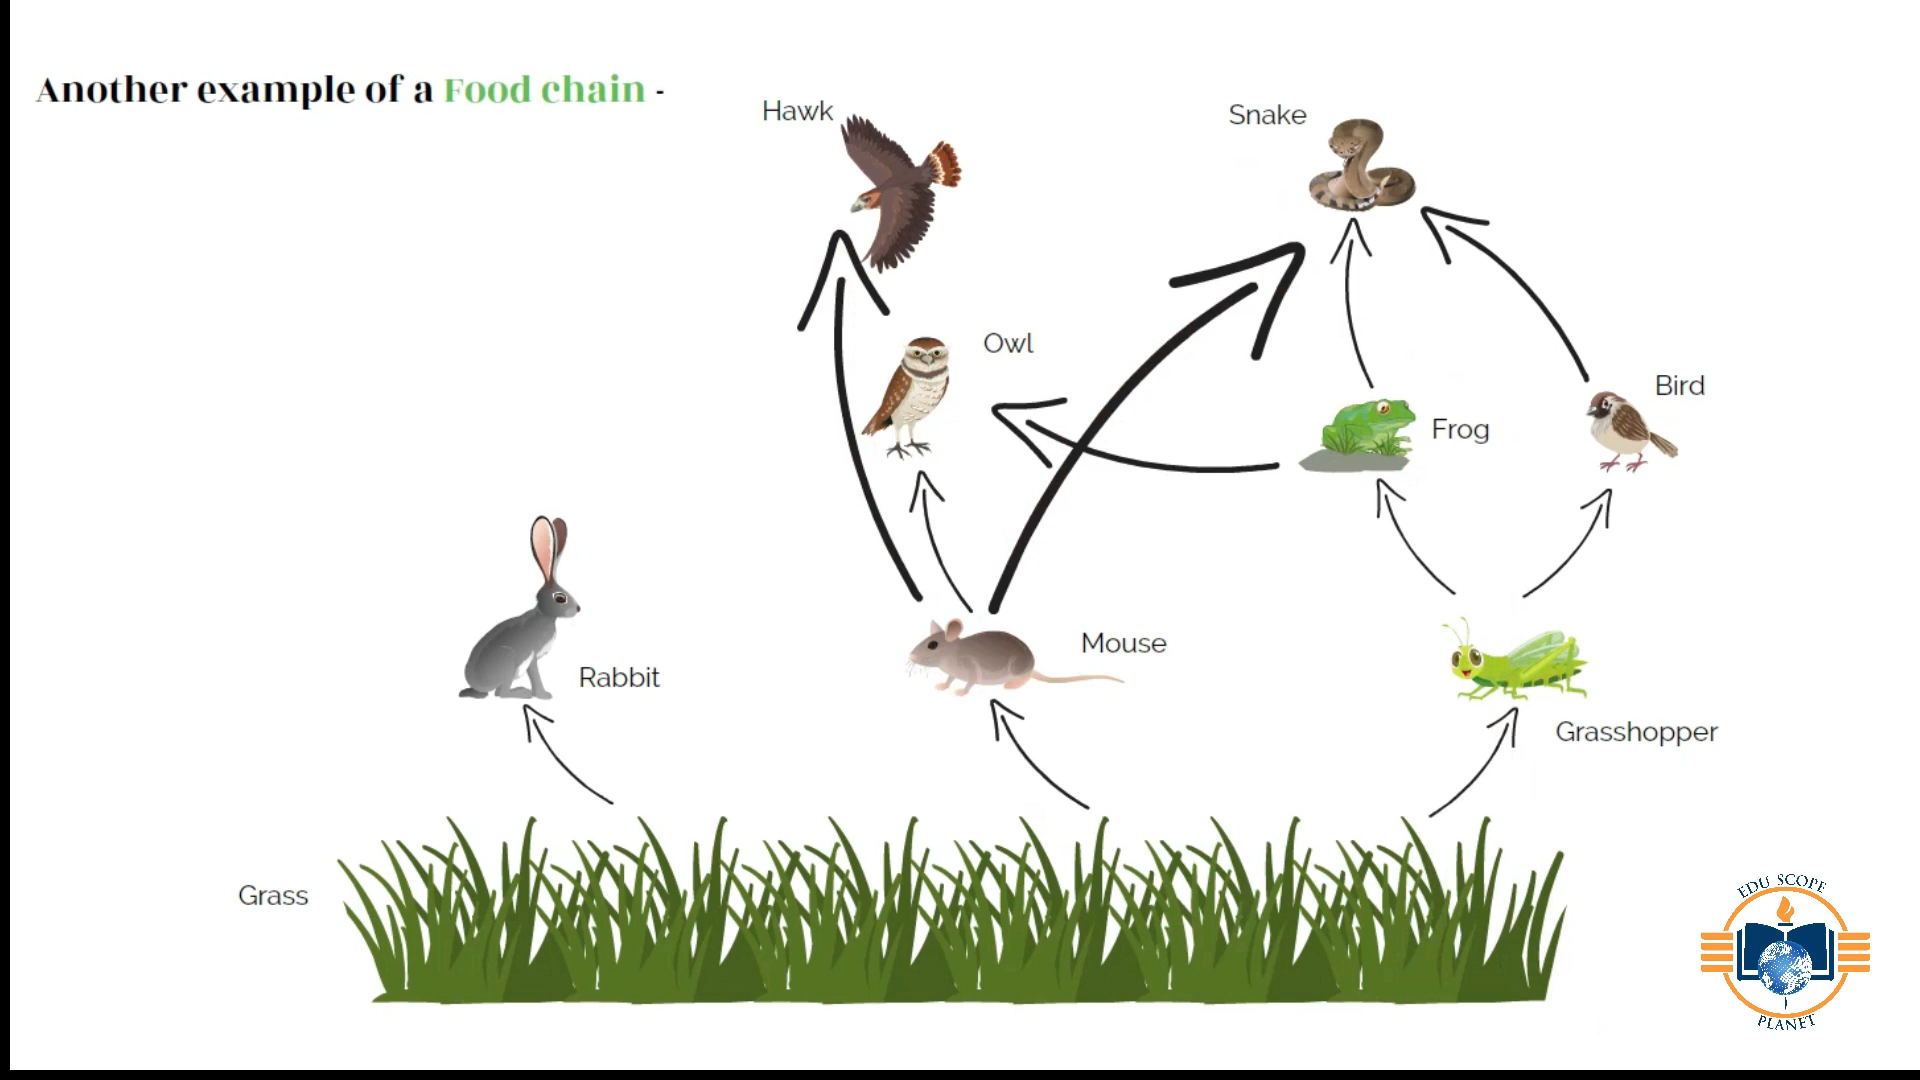 Another example of a Food chain -
Hawk
Snake
Owl
Bird
Frog
Mouse
Rabbit
Grasshopper
Grass
EDU SCOPE
PLANET